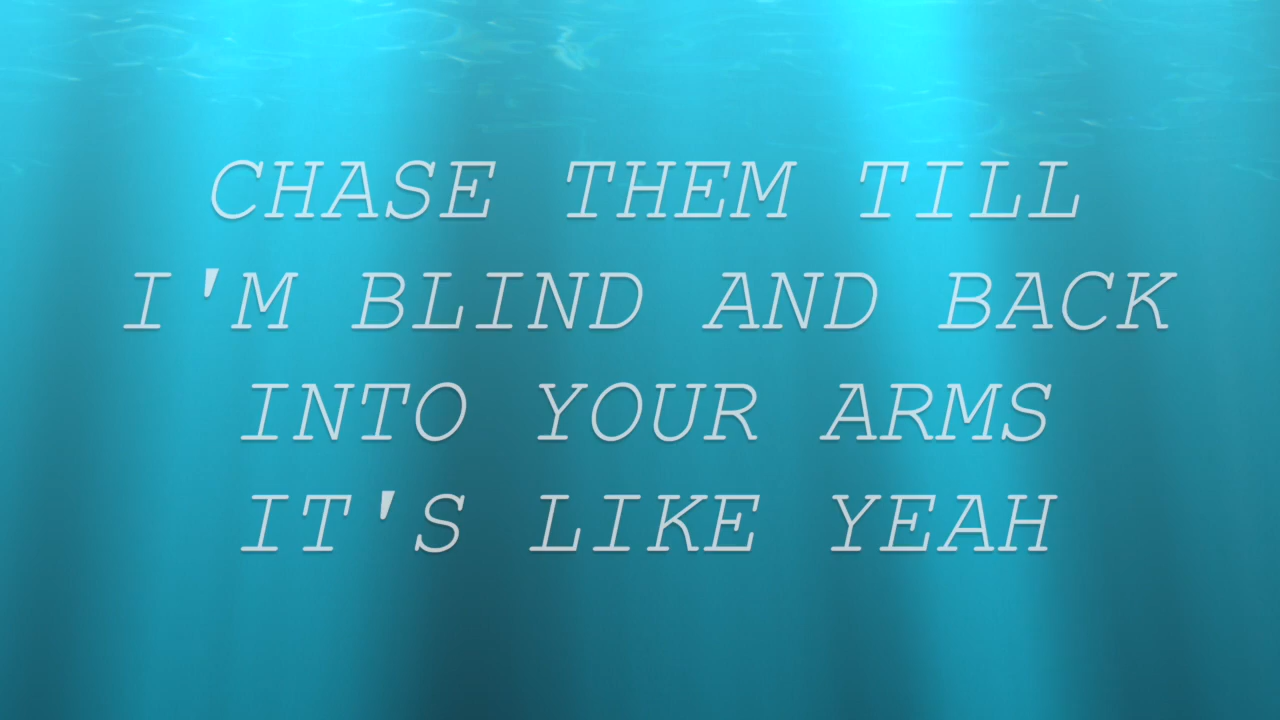 CHASE THEM TILL
I'M BLIND AND BACK
INTO YOUR ARMS
IT'S LIKE YEAH